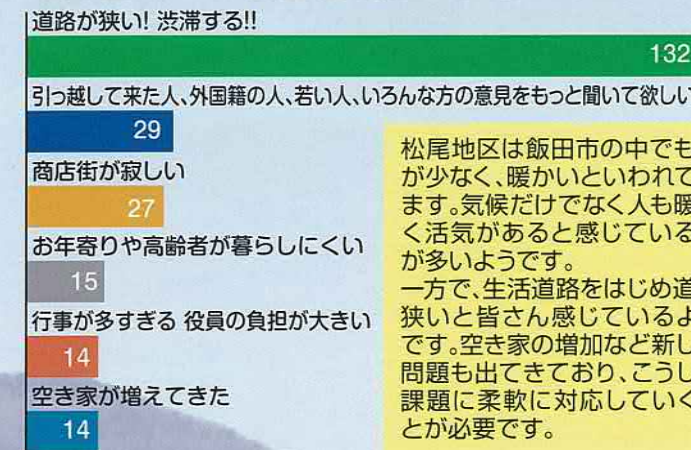 道路が狭い! 渋滞する!!
132
引っ越して来た人、外国籍の人、若い人、いろんな方の意見をもっと聞いて欲しい
29
商店街が寂しい
27
お年寄りや高齢者が暮らしにくい
15
行事が多すぎる 役員の負担が大きい
14
空き家が増えてきた
14
松尾地区は飯田市の中でも
が少なく、暖かいといわれて
ます。気候だけでなく人も暖
く活気があると感じている
が多いようです。
一方で、生活道路をはじめ道
狭いと皆さん感じているよ
です。空き家の増加など新し
問題も出てきており、こうし
課題に柔軟に対応していく
とが必要です。